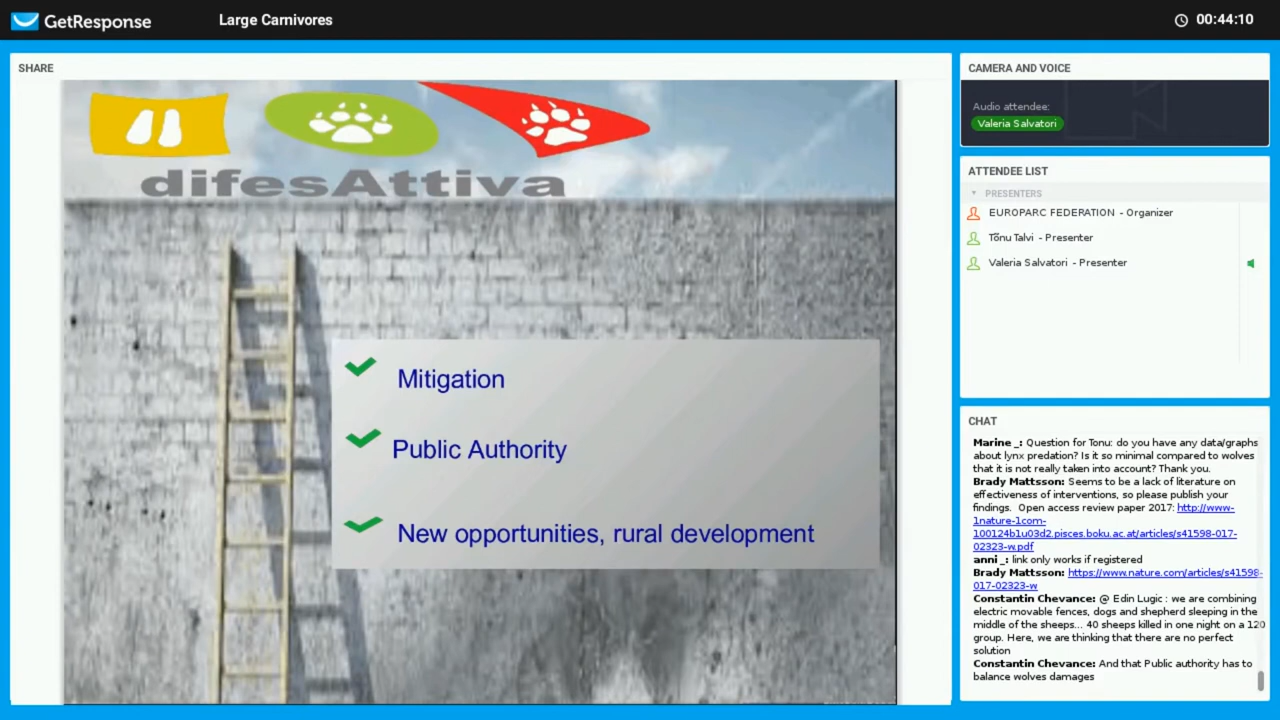 GetResponse
Large Carnivores
00:44:10
SHARE
difesAttiva
Mitigation
Public Authority
New opportunities, rural development
CAMERA AND VOICE
Audio attendee:
Valeria Salvatori
ATTENDEE LIST
PRESENTERS
EUROPARC FEDERATION - Organizer
Tõnu Talvi - Presenter
Valeria Salvatori - Presenter
CHAT
Marine _: Question for Tonu: do you have any data/graphs
about lynx predation? Is it so minimal compared to wolves
that it is not really taken into account? Thank you.
Brady Mattsson: Seems to be a lack of literature on
effectiveness of interventions, so please publish your
findings. Open access review paper 2017: http://www-
1nature-1com-
100124b1u03d2.pisces.boku.ac.at/articles/s41598-017-
02323-w.pdf
anni _: link only works if registered
Brady Mattsson: https://www.nature.com/articles/s41598-
017-02323-w
Constantin Chevance: @ Edin Lugic : we are combining
electric movable fences, dogs and shepherd sleeping in the
middle of the sheeps... 40 sheeps killed in one night on a 120
group. Here, we are thinking that there are no perfect
solution
Constantin Chevance: And that Public authority has to
balance wolves damages